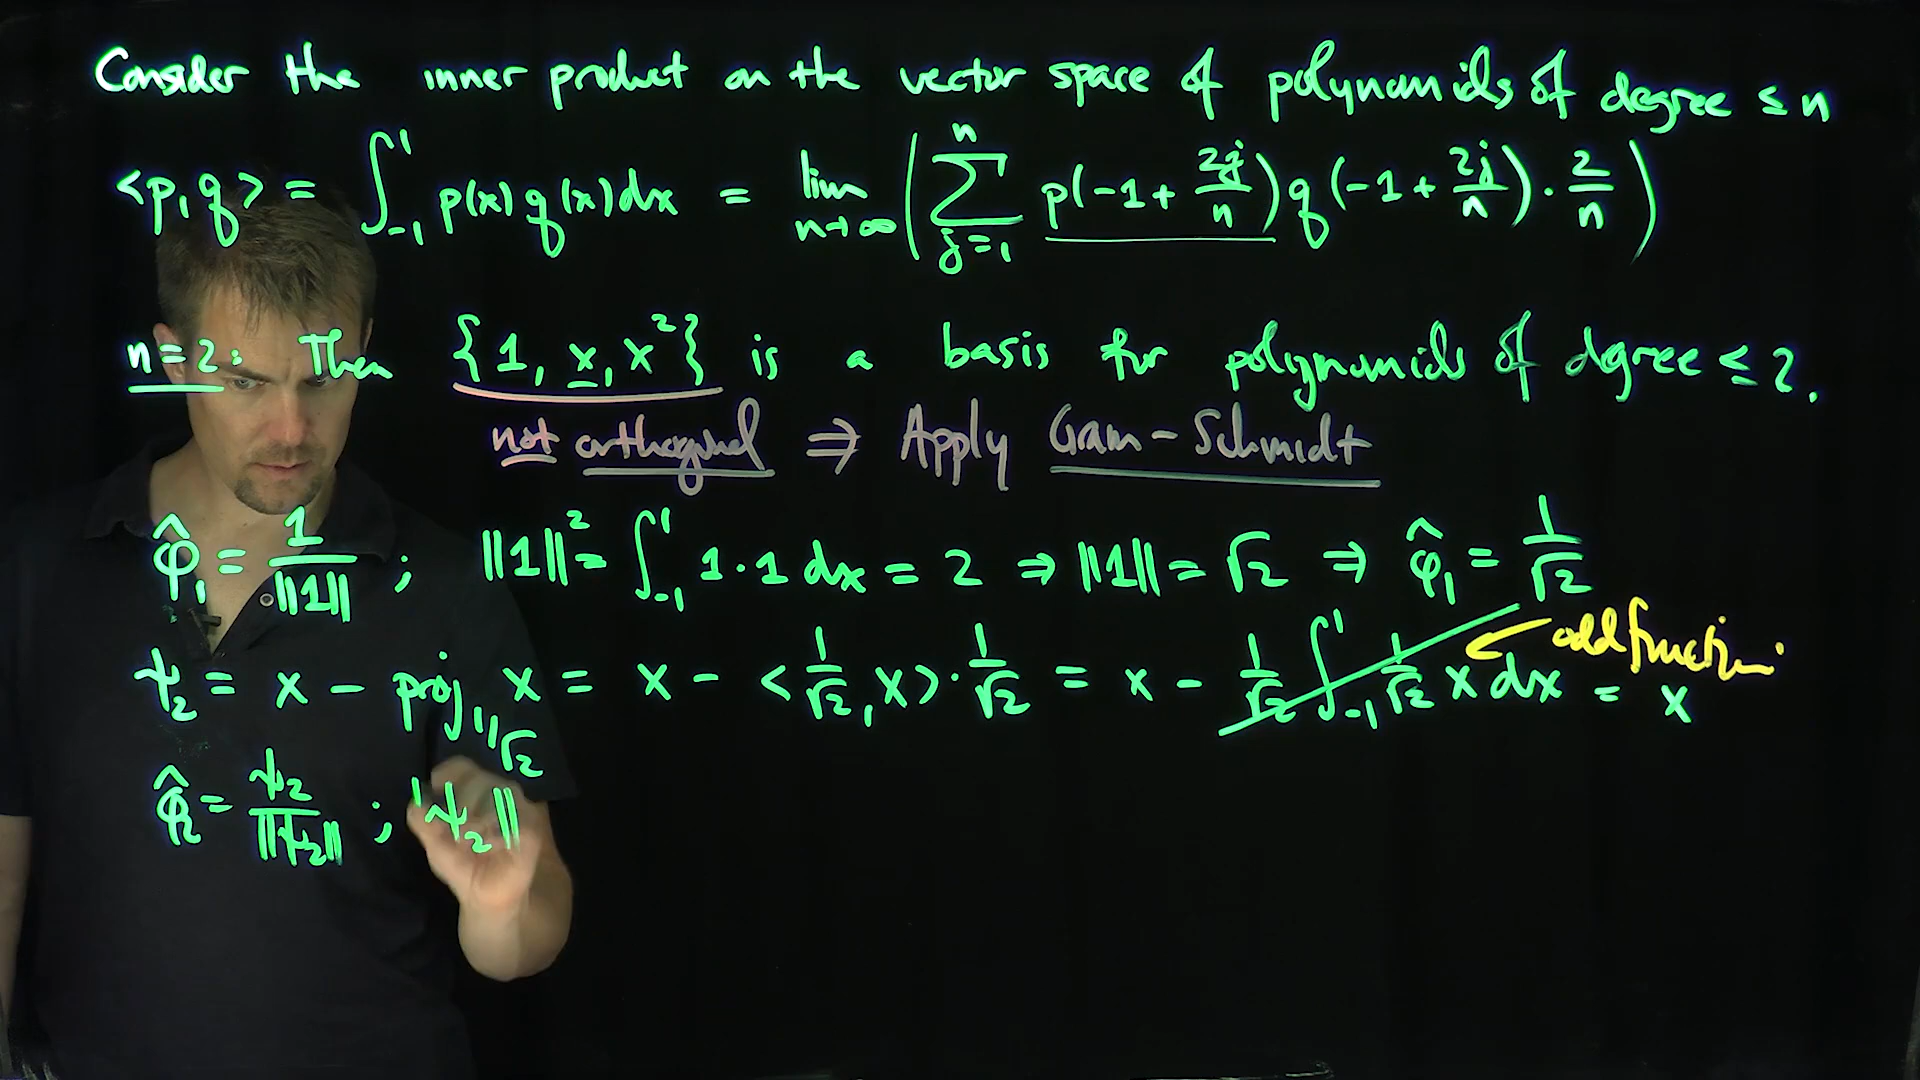 Consider the inner product on the vector space of polynomials of degree ≤ n
<p,q> = ∫_{-1}^{1} p(x) q(x) dx = lim_{n→∞} ( ∑_{j=1}^{n} p(-1 + 2j/n) q(-1 + 2j/n) · 2/n )
n=2: Then {1, x, x²} is a basis for polynomials of degree ≤ 2.
not orthogonal ⇒ Apply Gram-Schmidt
φ̂₁ = 1/||1|| ; ||1||² = ∫_{-1}^{1} 1·1 dx = 2 ⇒ ||1|| = √2 ⇒ φ̂₁ = 1/√2
ψ₂ = x - proj_{1/√2} x = x - <1/√2, x> · 1/√2 = x - 1/√2 ∫_{-1}^{1} 1/√2 x dx = x
odd function
φ̂₂ = ψ₂/||ψ₂|| ; ||ψ₂||